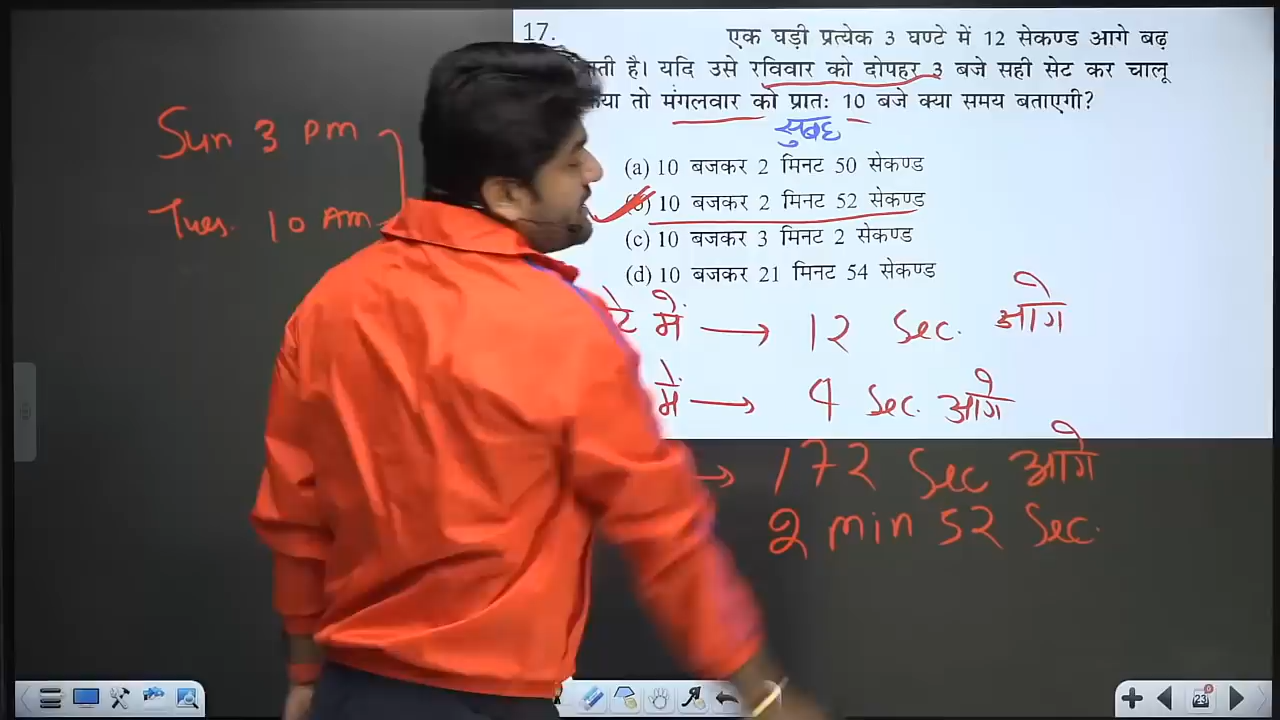 17.
एक घड़ी प्रत्येक 3 घण्टे में 12 सेकण्ड आगे बढ़
है। यदि उसे रविवार को दोपहर 3 बजे सही सेट कर चालू
तो मंगलवार को प्रातः 10 बजे क्या समय बताएगी?
सुबह
(a) 10 बजकर 2 मिनट 50 सेकण्ड
10 बजकर 2 मिनट 52 सेकण्ड
(c) 10 बजकर 3 मिनट 2 सेकण्ड
(d) 10 बजकर 21 मिनट 54 सेकण्ड
Sun 3 pm
Tues. 10 Am
में → 12 Sec. आगे
में → 4 Sec. आगे
→ 172 Sec आगे
2 min 52 Sec.
23